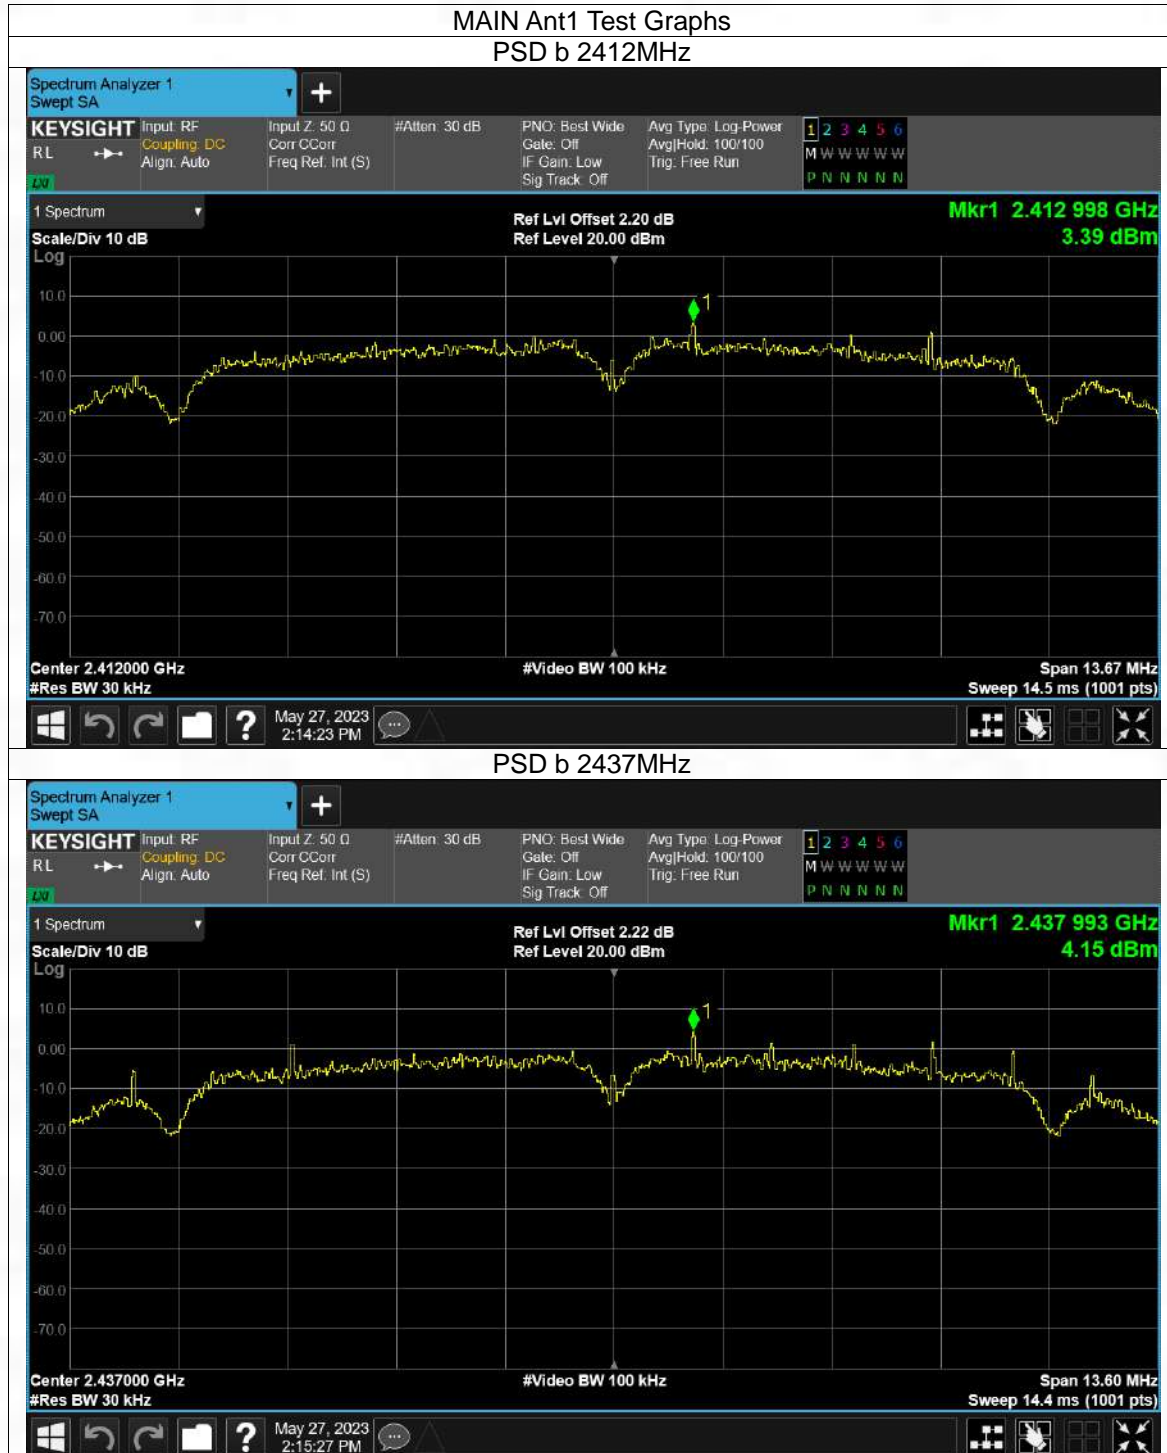 MAIN Ant1 Test Graphs
PSD b 2412MHz
Spectrum Analyzer 1
Swept SA
KEYSIGHT
RL
LXI
Input: RF
Coupling: DC
Align: Auto
Input Z: 50 Ω
Corr CCorr
Freq Ref: Int (S)
#Atten: 30 dB
PNO: Best Wide
Gate: Off
IF Gain: Low
Sig Track: Off
Avg Type: Log-Power
Avg|Hold: 100/100
Trig: Free Run
1 2 3 4 5 6
M W W W W W
P N N N N N
1 Spectrum
Scale/Div 10 dB
Log
Ref Lvl Offset 2.20 dB
Ref Level 20.00 dBm
Mkr1 2.412 998 GHz
3.39 dBm
1
10.0
0.00
-10.0
-20.0
-30.0
-40.0
-50.0
-60.0
-70.0
Center 2.412000 GHz
#Res BW 30 kHz
#Video BW 100 kHz
Span 13.67 MHz
Sweep 14.5 ms (1001 pts)
May 27, 2023
2:14:23 PM
PSD b 2437MHz
Spectrum Analyzer 1
Swept SA
KEYSIGHT
RL
LXI
Input: RF
Coupling: DC
Align: Auto
Input Z: 50 Ω
Corr CCorr
Freq Ref: Int (S)
#Atten: 30 dB
PNO: Best Wide
Gate: Off
IF Gain: Low
Sig Track: Off
Avg Type: Log-Power
Avg|Hold: 100/100
Trig: Free Run
1 2 3 4 5 6
M W W W W W
P N N N N N
1 Spectrum
Scale/Div 10 dB
Log
Ref Lvl Offset 2.22 dB
Ref Level 20.00 dBm
Mkr1 2.437 993 GHz
4.15 dBm
1
10.0
0.00
-10.0
-20.0
-30.0
-40.0
-50.0
-60.0
-70.0
Center 2.437000 GHz
#Res BW 30 kHz
#Video BW 100 kHz
Span 13.60 MHz
Sweep 14.4 ms (1001 pts)
May 27, 2023
2:15:27 PM